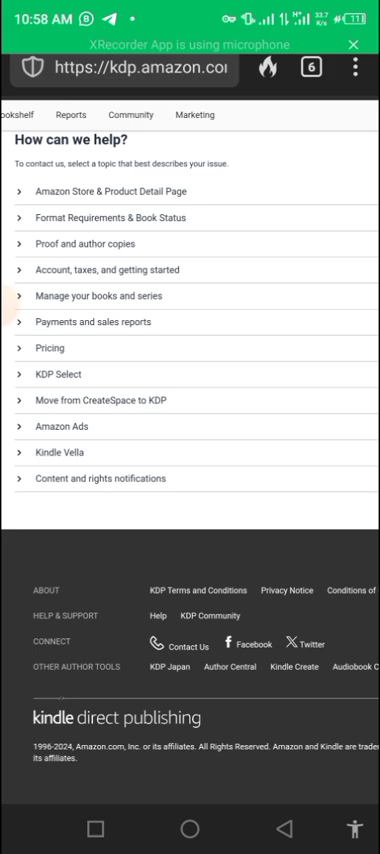 10:58 AM
33.7 K/s
111
XRecorder App is using microphone
https://kdp.amazon.co
6
ookshelf Reports Community Marketing
How can we help?
To contact us, select a topic that best describes your issue.
Amazon Store & Product Detail Page
Format Requirements & Book Status
Proof and author copies
Account, taxes, and getting started
Manage your books and series
Payments and sales reports
Pricing
KDP Select
Move from CreateSpace to KDP
Amazon Ads
Kindle Vella
Content and rights notifications
ABOUT KDP Terms and Conditions Privacy Notice Conditions of
HELP & SUPPORT Help KDP Community
CONNECT Contact Us Facebook Twitter
OTHER AUTHOR TOOLS KDP Japan Author Central Kindle Create Audiobook C
kindle direct publishing
1996-2024, Amazon.com, Inc. or its affiliates. All Rights Reserved. Amazon and Kindle are trade
its affiliates.